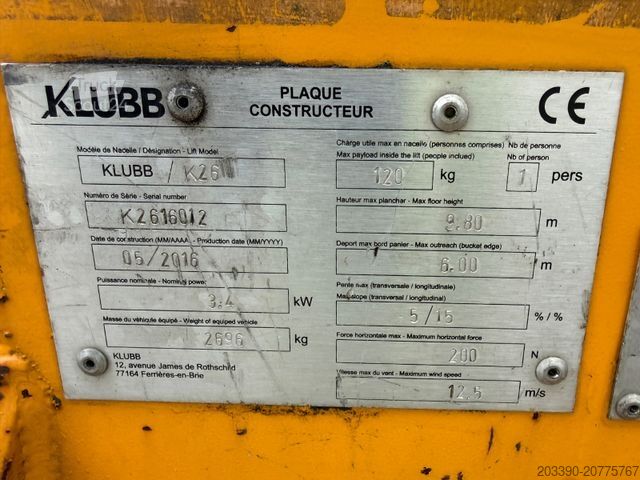 KLUBB
PLAQUE
CONSTRUCTEUR
CE
Modèle de Nacelle / Désignation - Lift Model
KLUBB / K26
Numéro de Série - Serial number
K2616012
Date de construction (MM/AAAA) - Production date (MM/YYYY)
05/2016
Puissance nominale - Nominus power
3.4 kW
Masse du véhicule équipé - Weight of equiped vehicle
2696 kg
KLUBB
12, avenue James de Rothschild
77164 Ferrières-en-Brie
Charge utile max en nacelle (personnes comprises)
Max payload inside the lift (people inclued)
120 kg
Nb de personne
Nb of person
1 pers
Hauteur max plancher - Max floor height
9.80 m
Deport max bord panier - Max outreach (bucket edge)
6.00 m
Pente max (transversale / longitudinale)
Max slope (transversal / longitudinal)
5/15 % / %
Force horizontale max - Maximum horizontal force
200 N
Vitesse max du vent - Maximum wind speed
12.5 m/s
203390-20775767